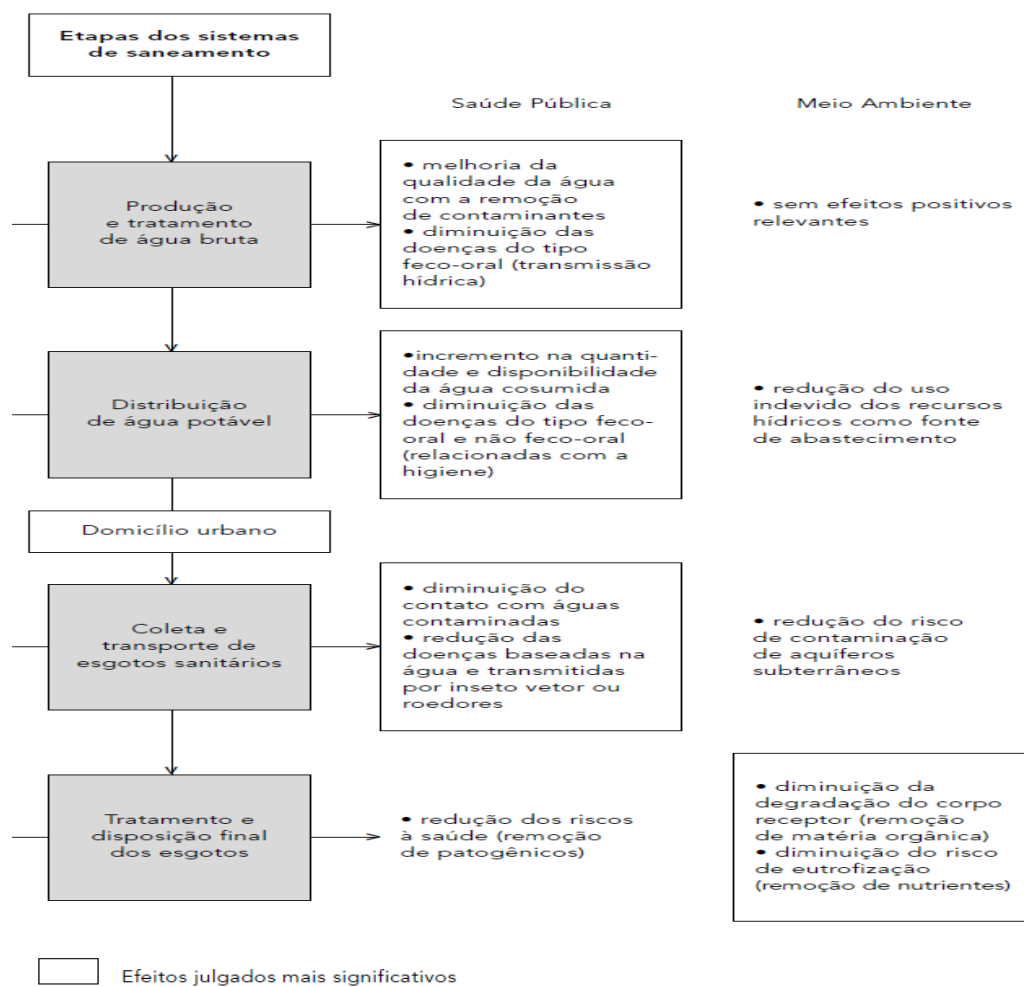 Etapas dos sistemas
de saneamento
Saúde Pública
Meio Ambiente
Produção
e tratamento
de água bruta
• melhoria da
qualidade da água
com a remoção
de contaminantes
• diminuição das
doenças do tipo
feco-oral (transmissão
hídrica)
• sem efeitos positivos
relevantes
Distribuição
de água potável
•incremento na quanti-
dade e disponibilidade
da água cosumida
• diminuição das
doenças do tipo feco-
oral e não feco-oral
(relacionadas com a
higiene)
• redução do uso
indevido dos recursos
hídricos como fonte
de abastecimento
Domicílio urbano
Coleta e
transporte de
esgotos sanitários
• diminuição do
contato com águas
contaminadas
• redução das
doenças baseadas na
água e transmitidas
por inseto vetor ou
roedores
• redução do risco
de contaminação
de aquíferos
subterrâneos
Tratamento e
disposição final
dos esgotos
• redução dos riscos
à saúde (remoção
de patogênicos)
• diminuição da
degradação do corpo
receptor (remoção
de matéria orgânica)
• diminuição do risco
de eutrofização
(remoção de nutrientes)
Efeitos julgados mais significativos